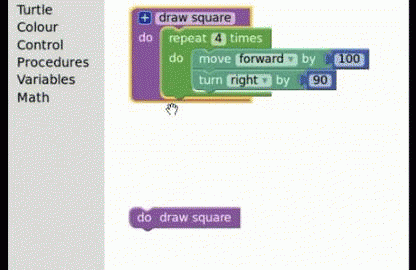 Turtle
Colour
Control
Procedures
Variables
Math
draw square
do repeat 4 times
do move forward by 100
turn right by 90
do draw square